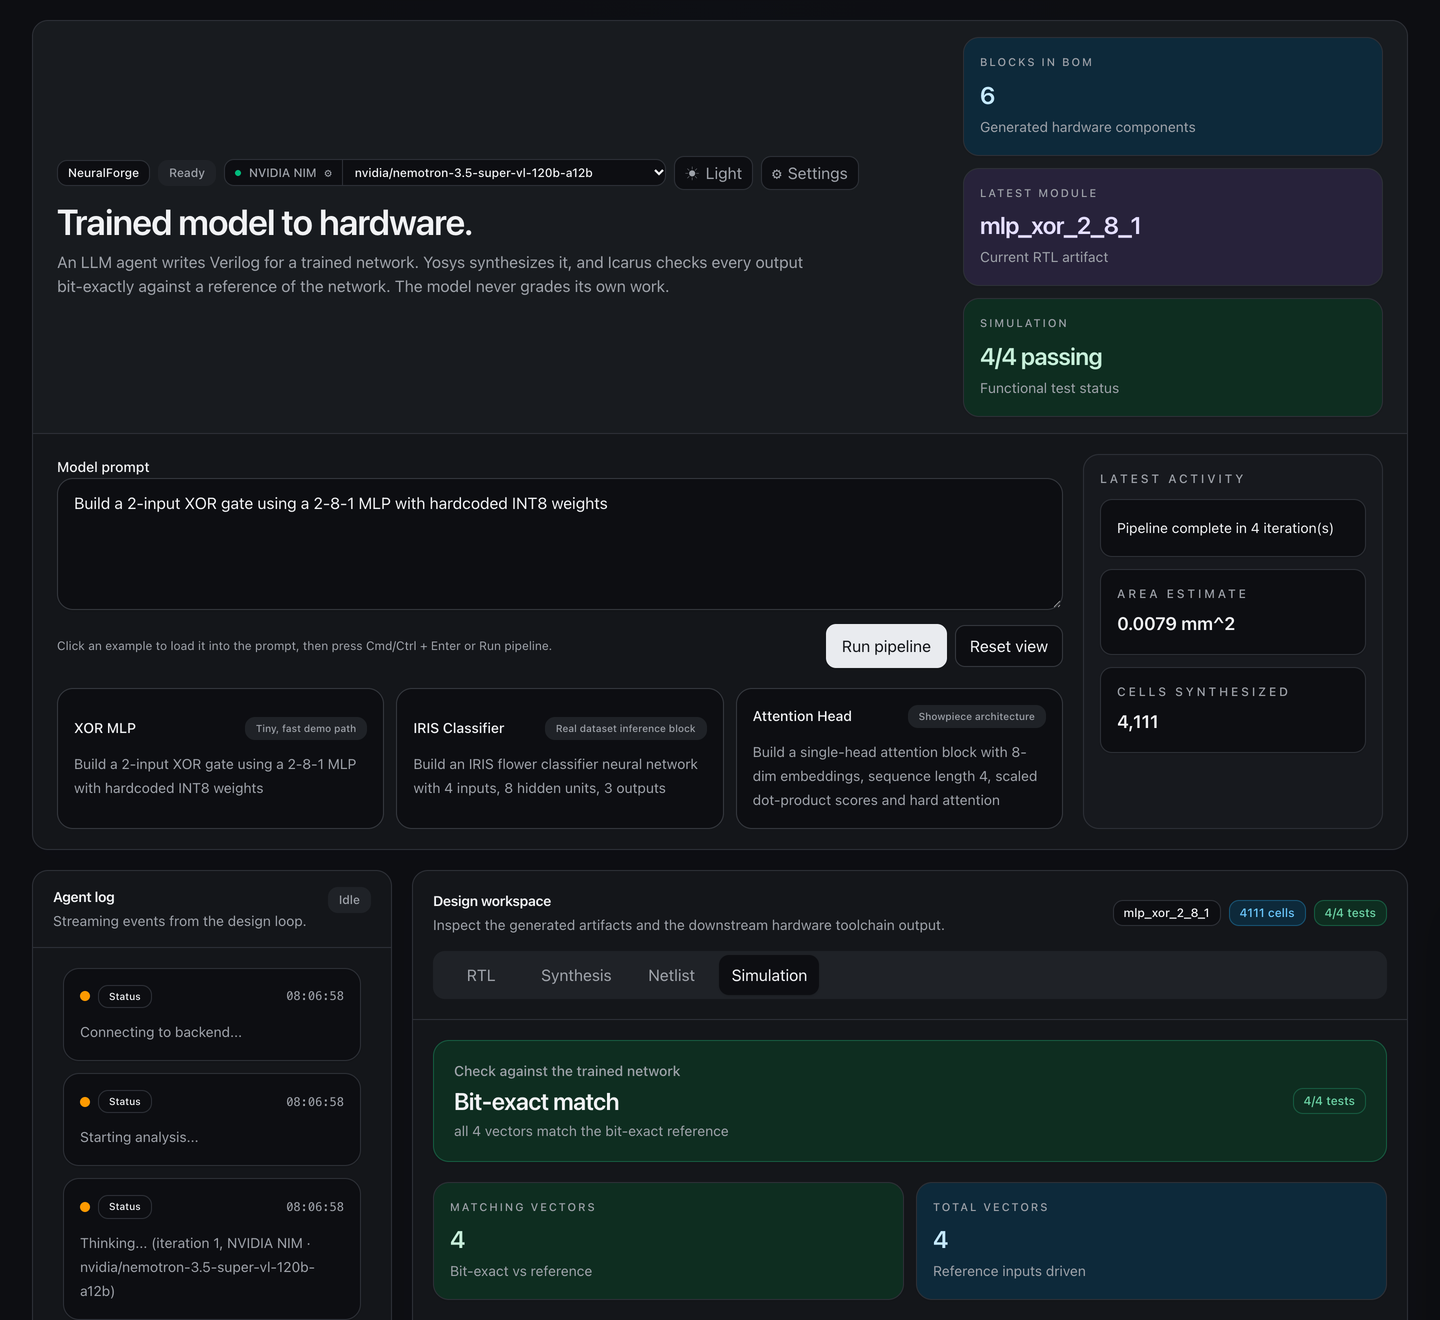 NeuralForge
Ready
NVIDIA NIM
nvidia/nemotron-3.5-super-vl-120b-a12b
Light
Settings
Trained model to hardware.
An LLM agent writes Verilog for a trained network. Yosys synthesizes it, and Icarus checks every output
bit-exactly against a reference of the network. The model never grades its own work.
BLOCKS IN BOM
6
Generated hardware components
LATEST MODULE
mlp_xor_2_8_1
Current RTL artifact
SIMULATION
4/4 passing
Functional test status
Model prompt
Build a 2-input XOR gate using a 2-8-1 MLP with hardcoded INT8 weights
Click an example to load it into the prompt, then press Cmd/Ctrl + Enter or Run pipeline.
Run pipeline
Reset view
XOR MLP
Tiny, fast demo path
Build a 2-input XOR gate using a 2-8-1 MLP
with hardcoded INT8 weights
IRIS Classifier
Real dataset inference block
Build an IRIS flower classifier neural network
with 4 inputs, 8 hidden units, 3 outputs
Attention Head
Showpiece architecture
Build a single-head attention block with 8-
dim embeddings, sequence length 4, scaled
dot-product scores and hard attention
LATEST ACTIVITY
Pipeline complete in 4 iteration(s)
AREA ESTIMATE
0.0079 mm^2
CELLS SYNTHESIZED
4,111
Agent log
Idle
Streaming events from the design loop.
Status
08:06:58
Connecting to backend...
Status
08:06:58
Starting analysis...
Status
08:06:58
Thinking... (iteration 1, NVIDIA NIM ·
nvidia/nemotron-3.5-super-vl-120b-
a12b)
Design workspace
Inspect the generated artifacts and the downstream hardware toolchain output.
mlp_xor_2_8_1
4111 cells
4/4 tests
RTL
Synthesis
Netlist
Simulation
Check against the trained network
Bit-exact match
all 4 vectors match the bit-exact reference
4/4 tests
MATCHING VECTORS
4
Bit-exact vs reference
TOTAL VECTORS
4
Reference inputs driven